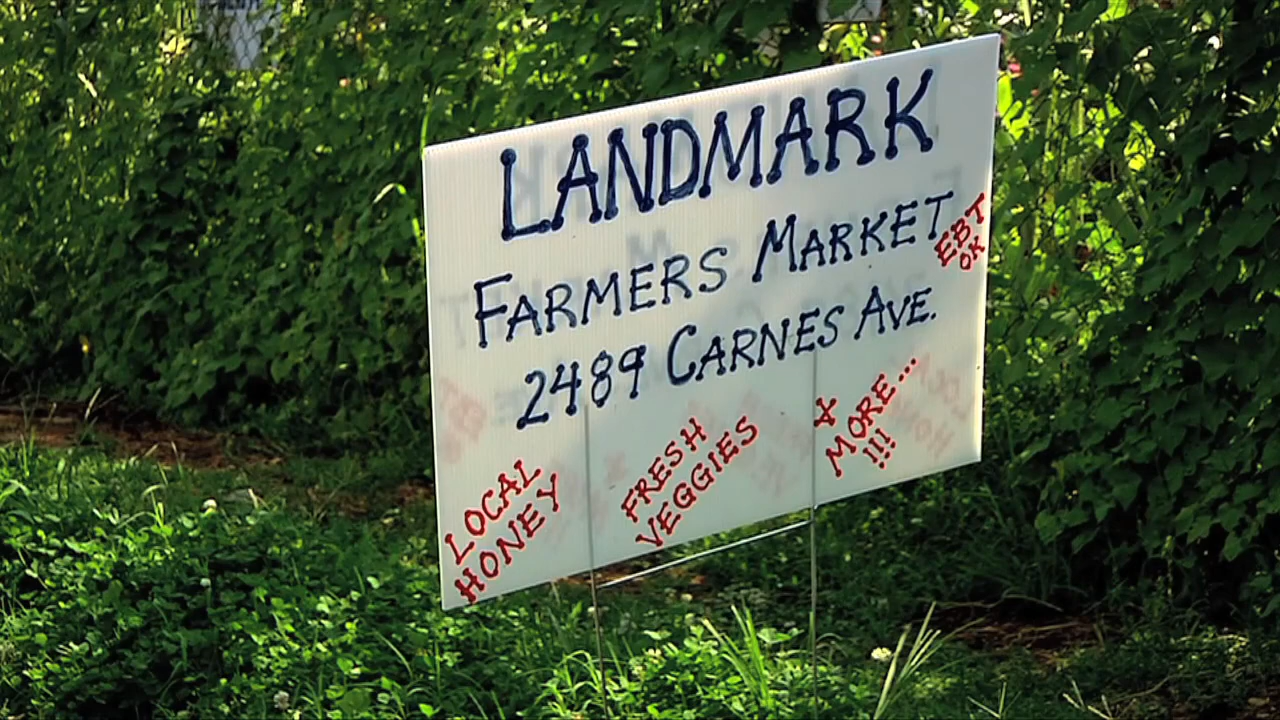 LANDMARK
FARMERS MARKET
EBT
OK
2489 CARNES AVE.
LOCAL
HONEY
FRESH
VEGGIES
&
MORE...
!!!